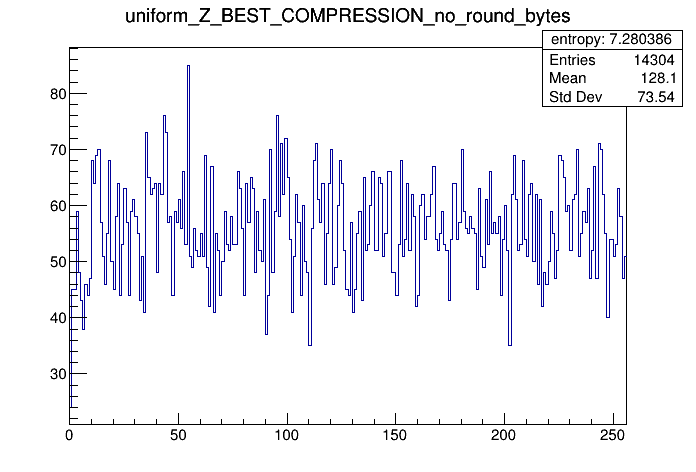 uniform_Z_BEST_COMPRESSION_no_round_bytes
entropy: 7.280386
Entries 14304
Mean 128.1
Std Dev 73.54
80
70
60
50
40
30
0 50 100 150 200 250